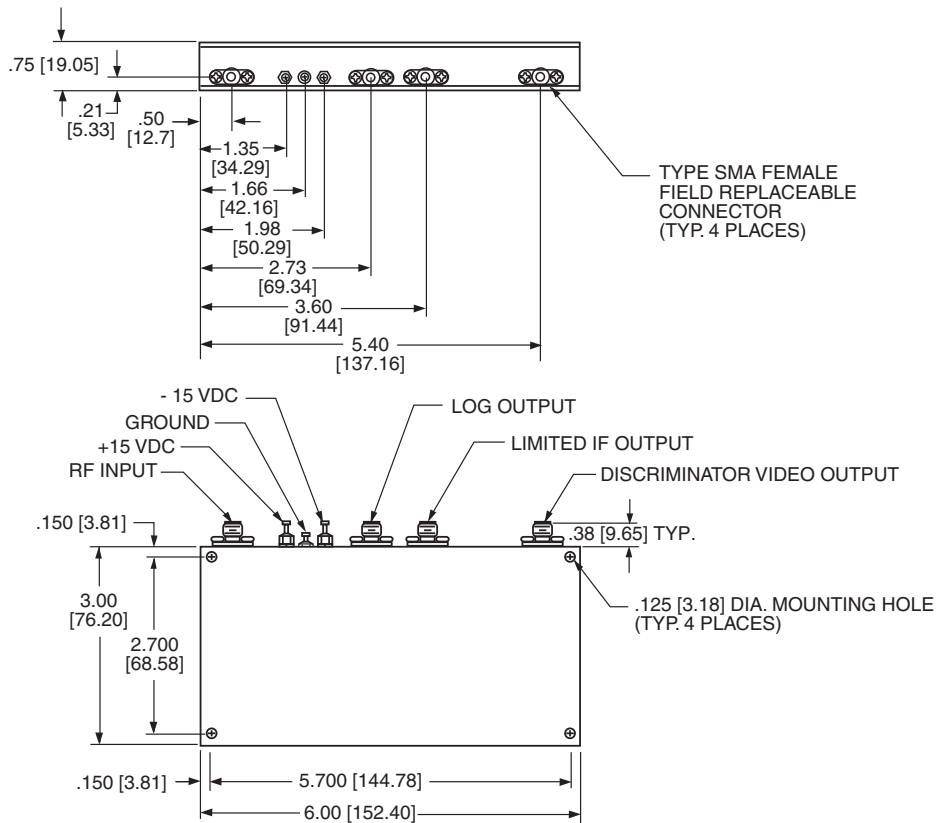 .75 [19.05]
.21
[5.33]
.50
[12.7]
1.35
[34.29]
1.66
[42.16]
1.98
[50.29]
2.73
[69.34]
3.60
[91.44]
5.40
[137.16]
TYPE SMA FEMALE
FIELD REPLACEABLE
CONNECTOR
(TYP. 4 PLACES)
- 15 VDC
GROUND
+15 VDC
RF INPUT
LOG OUTPUT
LIMITED IF OUTPUT
DISCRIMINATOR VIDEO OUTPUT
.150 [3.81]
.38 [9.65] TYP.
3.00
[76.20]
2.700
[68.58]
.125 [3.18] DIA. MOUNTING HOLE
(TYP. 4 PLACES)
.150 [3.81]
5.700 [144.78]
6.00 [152.40]